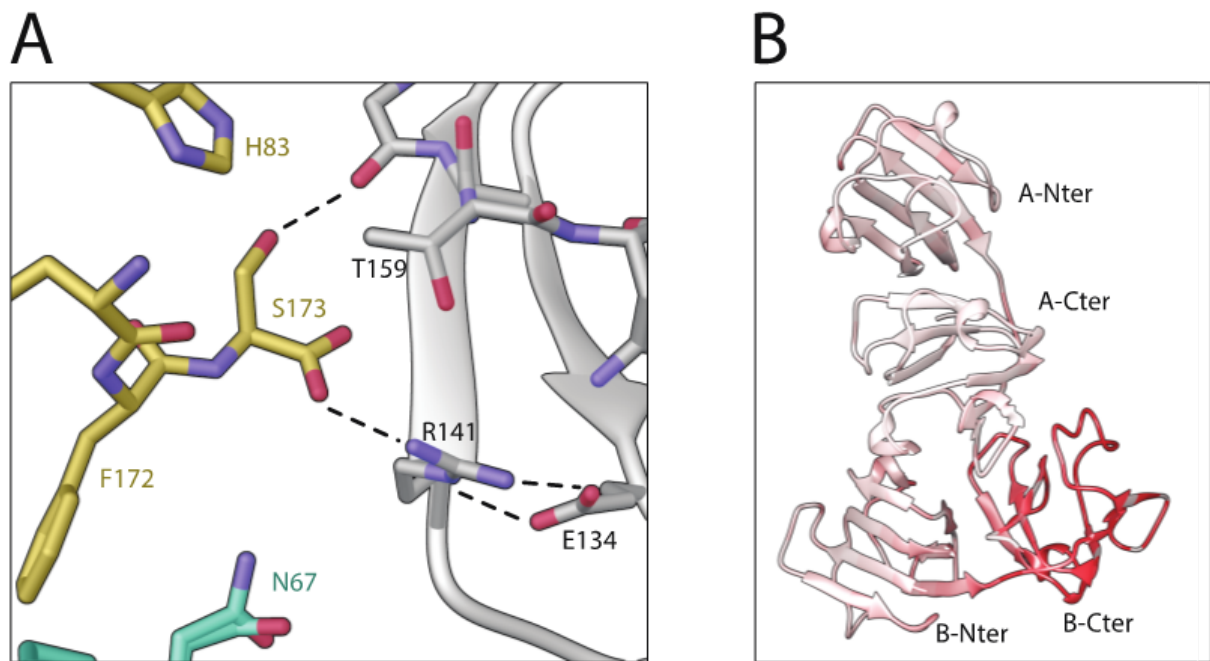 A
B
H83
T159
S173
R141
F172
E134
N67
A-Nter
A-Cter
B-Nter
B-Cter